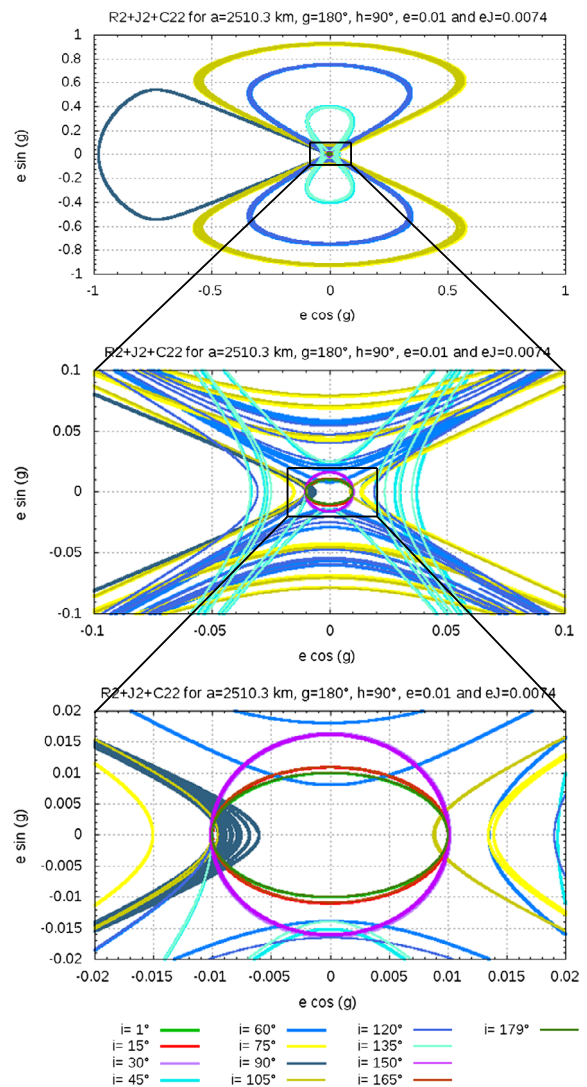 R2+J2+C22 for a=2510.3 km, g=180°, h=90°, e=0.01 and eJ=0.0074
1
0.8
0.6
0.4
0.2
0
-0.2
-0.4
-0.6
-0.8
-1
e sin (g)
-1 -0.5 0 0.5 1
e cos (g)
R2+J2+C22 for a=2510.3 km, g=180°, h=90°, e=0.01 and eJ=0.0074
0.1
0.05
0
-0.05
-0.1
e sin (g)
-0.1 -0.05 0 0.05 0.1
e cos (g)
R2+J2+C22 for a=2510.3 km, g=180°, h=90°, e=0.01 and eJ=0.0074
0.02
0.015
0.01
0.005
0
-0.005
-0.01
-0.015
-0.02
e sin (g)
-0.02 -0.015 -0.01 -0.005 0 0.005 0.01 0.015 0.02
e cos (g)
i= 1° i= 60° i= 120° i= 179°
i= 15° i= 75° i= 135°
i= 30° i= 90° i= 150°
i= 45° i= 105° i= 165°